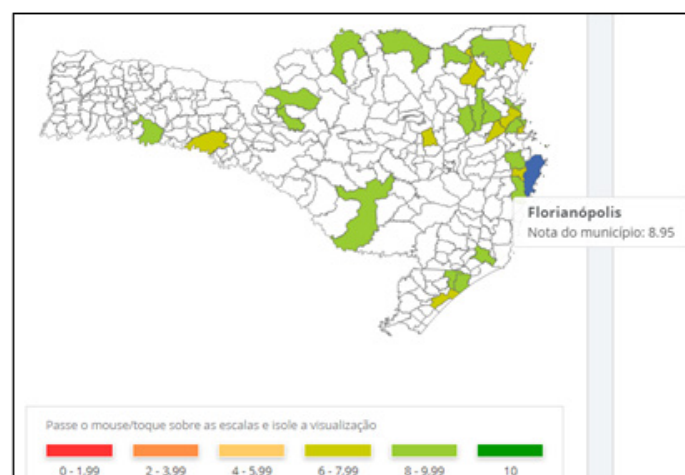 Florianópolis
Nota do município: 8.95
Passe o mouse/toque sobre as escalas e isole a visualização
0 - 1.99 2 - 3.99 4 - 5.99 6 - 7.99 8 - 9.99 10